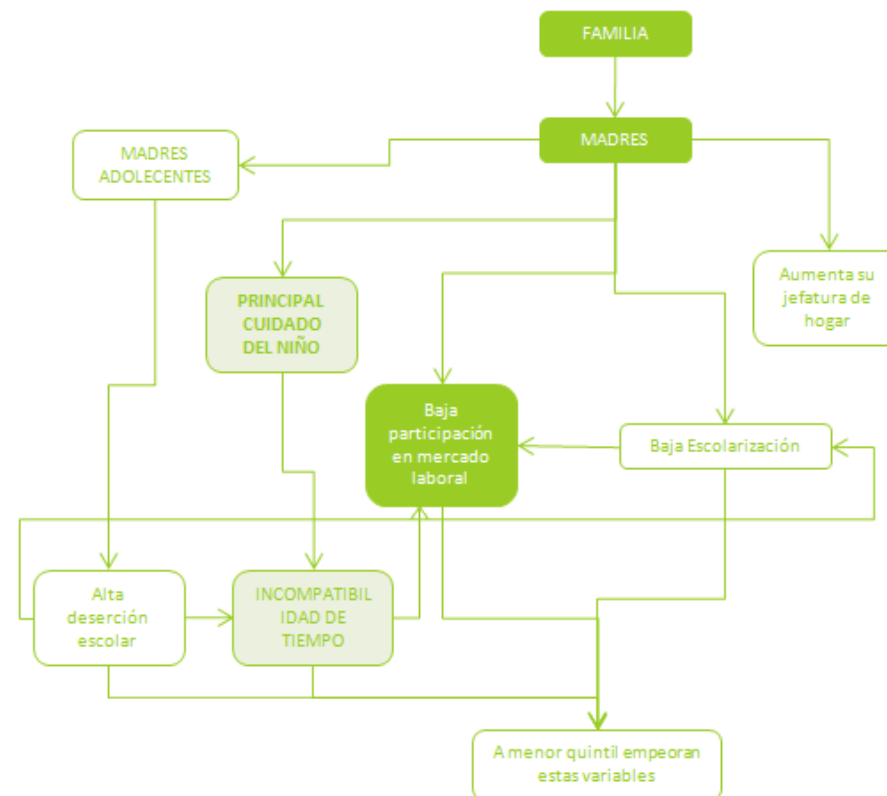 FAMILIA
MADRES
MADRES
ADOLECENTES
Aumenta su
jefatura de
hogar
PRINCIPAL
CUIDADO
DEL NIÑO
Baja
participación
en mercado
laboral
Baja Escolarización
Alta
deserción
escolar
INCOMPATIBIL
IDAD DE
TIEMPO
A menor quintil empeoran
estas variables